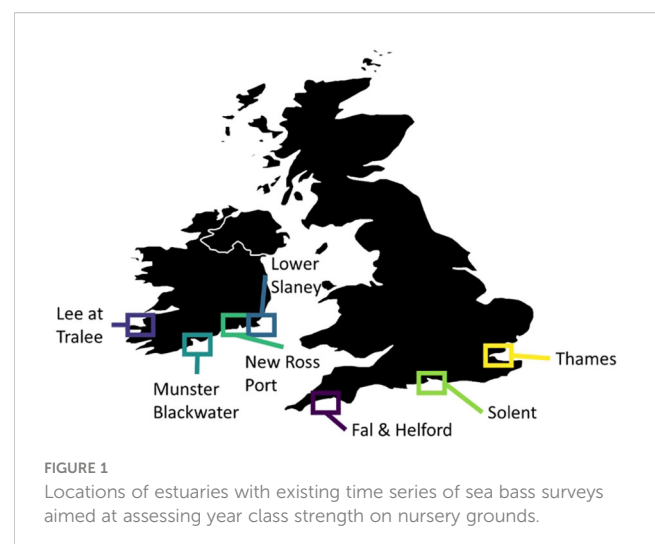 Lower
Slaney
Lee at
Tralee
New Ross
Port
Thames
Munster
Blackwater
Solent
Fal & Helford
FIGURE 1
Locations of estuaries with existing time series of sea bass surveys
aimed at assessing year class strength on nursery grounds.